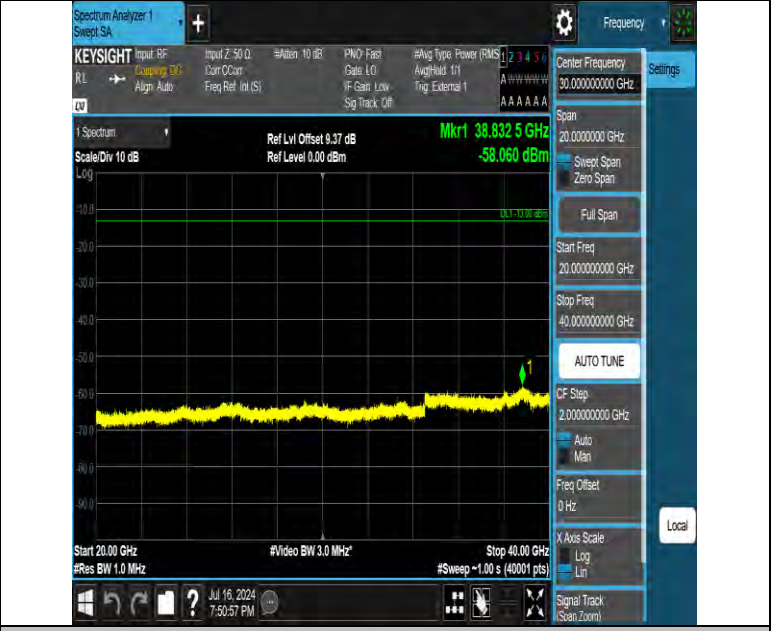 Spectrum Analyzer 1
Swept SA
+
Frequency
KEYSIGHT
RL
Input: RF
Coupling: DC
Align: Auto
Input Z: 50 Ω
Corr CCorr
Freq Ref: Int (S)
#Atten: 10 dB
PNO: Fast
Gate: LO
IF Gain: Low
Sig Track: Off
#Avg Type: Power (RMS
Avg|Hold: 1/1
Trig: External 1
1 2 3 4 5 6
A W W W W W
A A A A A A
1 Spectrum
Scale/Div 10 dB
Log
Ref Lvl Offset 9.37 dB
Ref Level 0.00 dBm
Mkr1 38.832 5 GHz
-58.060 dBm
DL1 -13.00 dBm
-10.0
-20.0
-30.0
-40.0
-50.0
-60.0
-70.0
-80.0
-90.0
1
Start 20.00 GHz
#Res BW 1.0 MHz
#Video BW 3.0 MHz*
Stop 40.00 GHz
#Sweep ~1.00 s (40001 pts)
Jul 16, 2024
7:50:57 PM
?
Center Frequency
30.000000000 GHz
Settings
Span
20.0000000 GHz
Swept Span
Zero Span
Full Span
Start Freq
20.000000000 GHz
Stop Freq
40.000000000 GHz
AUTO TUNE
CF Step
2.000000000 GHz
Auto
Man
Freq Offset
0 Hz
X Axis Scale
Log
Lin
Local
Signal Track
(Span Zoom)